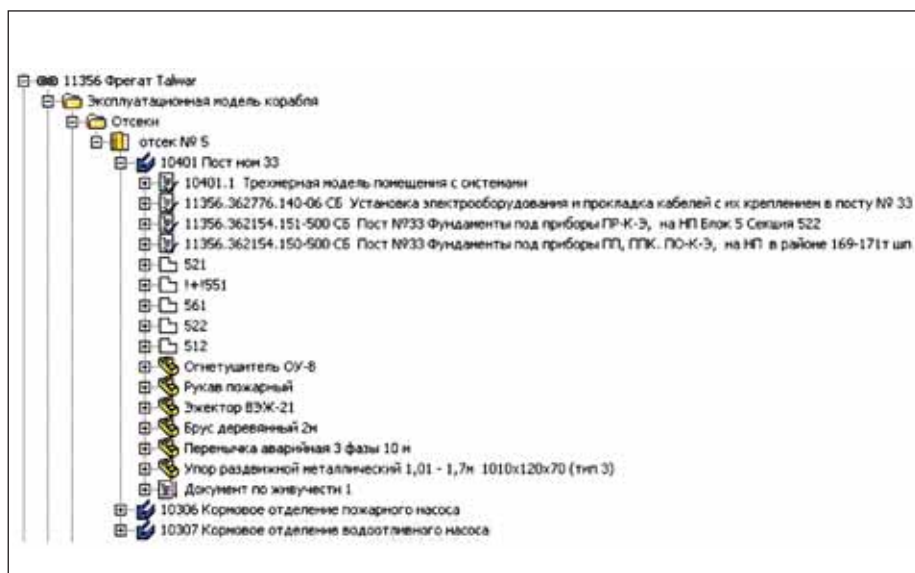 11356 Фрегат Talwar
Эксплуатационная модель корабля
Отсеки
отсек № 5
10401 Пост ном 33
10401.1 Трехмерная модель помещения с системами
11356.362776.140-06 СБ Установка электрооборудования и прокладка кабелей с их креплением в посту № 33
11356.362154.151-500 СБ Пост №33 Фундаменты под приборы ПР-К-Э, на НП Блок 5 Секция 522
11356.362154.150-500 СБ Пост №33 Фундаменты под приборы ПП, ППК. ПО-К-Э, на НП в районе 169-171т шп
521
!+!551
561
522
512
Огнетушитель ОУ-8
Рукав пожарный
Эжектор ВЭЖ-21
Брус деревянный 2м
Перемычка аварийная 3 фазы 10 м
Упор раздвижной металлический 1,01 - 1,7м 1010х120х70 (тип 3)
Документ по живучести 1
10306 Кормовое отделение пожарного насоса
10307 Кормовое отделение водоотливного насоса